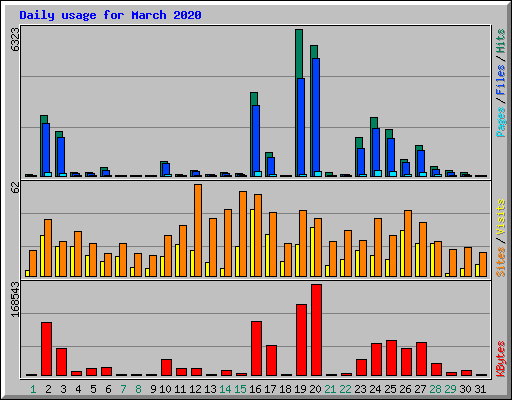 Daily usage for March 2020
6323
Pages / Files / Hits
62
Sites / Visits
168543
KBytes
1 2 3 4 5 6 7 8 9 10 11 12 13 14 15 16 17 18 19 20 21 22 23 24 25 26 27 28 29 30 31